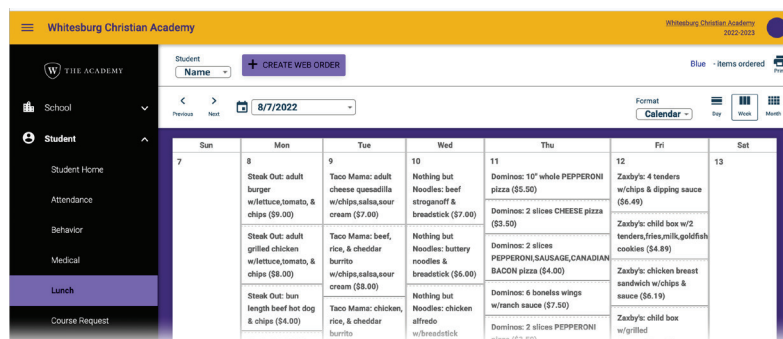 Whitesburg Christian Academy
Whitesburg Christian Academy
2022-2023
W THE ACADEMY
School
Student
Student Home
Attendance
Behavior
Medical
Lunch
Course Request
Student
Name
+ CREATE WEB ORDER
Blue - items ordered
Print
Previous
Next
8/7/2022
Format
Calendar
Day
Week
Month
Sun
Mon
Tue
Wed
Thu
Fri
Sat
7
8
Steak Out: adult
burger
w/lettuce,tomato, &
chips ($9.00)
Steak Out: adult
grilled chicken
w/lettuce,tomato, &
chips ($8.00)
Steak Out: bun
length beef hot dog
& chips ($4.00)
9
Taco Mama: adult
cheese quesadilla
w/chips,salsa,sour
cream ($7.00)
Taco Mama: beef,
rice, & cheddar
burrito
w/chips,salsa,sour
cream ($8.00)
Taco Mama: chicken,
rice, & cheddar
burrito
10
Nothing but
Noodles: beef
stroganoff &
breadstick ($7.00)
Nothing but
Noodles: buttery
noodles &
breadstick ($6.00)
Nothing but
Noodles: chicken
alfredo
w/breadstick
11
Dominos: 10" whole PEPPERONI
pizza ($5.50)
Dominos: 2 slices CHEESE pizza
($3.50)
Dominos: 2 slices
PEPPERONI,SAUSAGE,CANADIAN
BACON pizza ($4.00)
Dominos: 6 bonelss wings
w/ranch sauce ($7.50)
Dominos: 2 slices PEPPERONI
12
Zaxby's: 4 tenders
w/chips & dipping sauce
($6.49)
Zaxby's: child box w/2
tenders,fries,milk,goldfish
cookies ($4.89)
Zaxby's: chicken breast
sandwich w/chips &
sauce ($6.19)
Zaxby's: child box
w/grilled
13